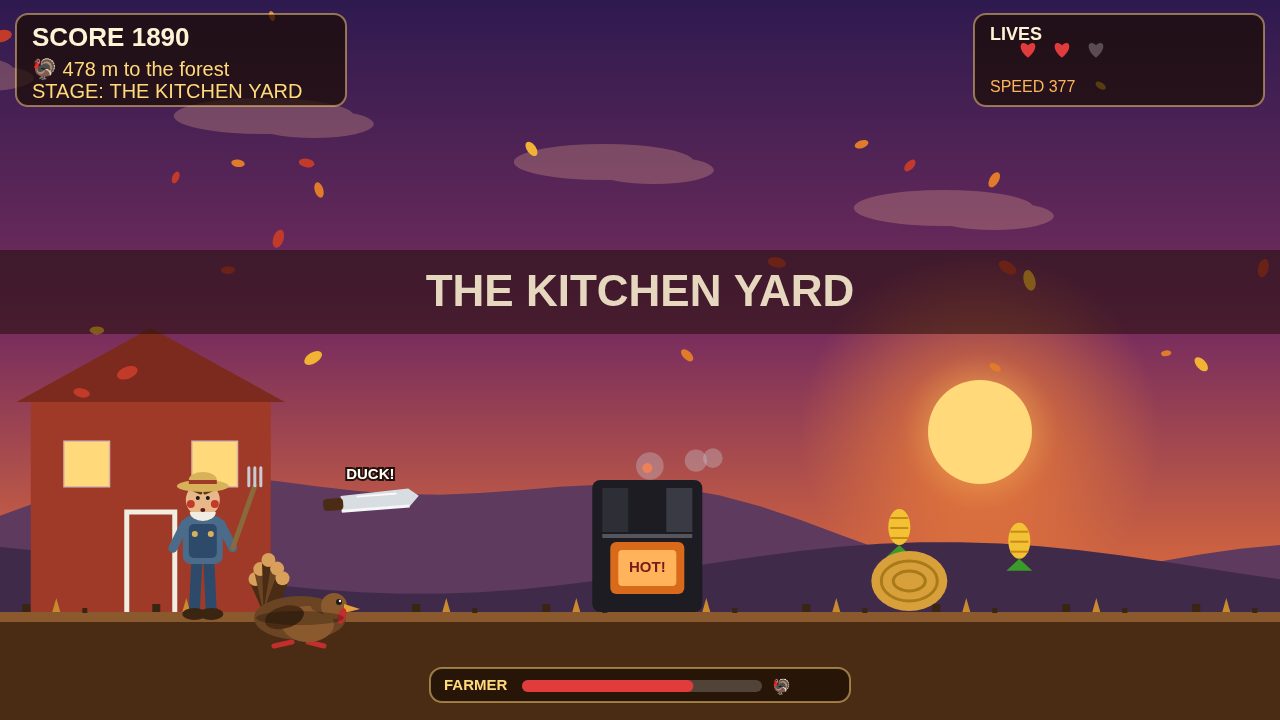 SCORE 1890
🦃 478 m to the forest
STAGE: THE KITCHEN YARD
LIVES
SPEED 377
THE KITCHEN YARD
DUCK!
HOT!
FARMER